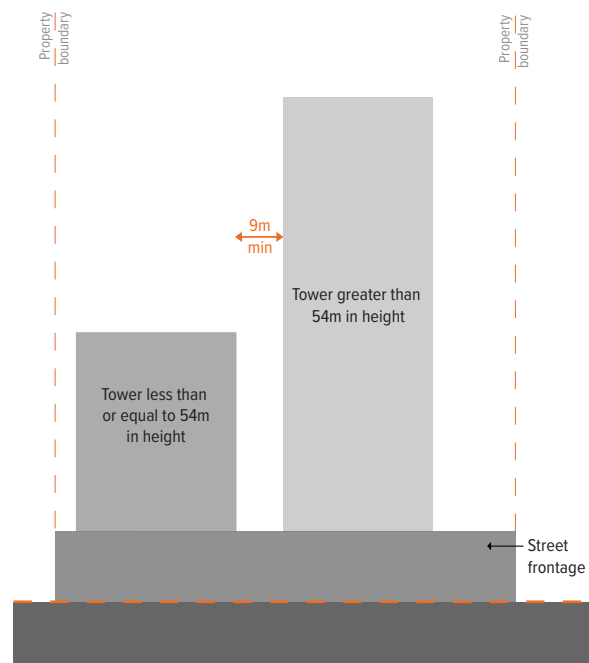 Property
boundary
Property
boundary
9m
min
Tower greater than
54m in height
Tower less than
or equal to 54m
in height
Street
frontage